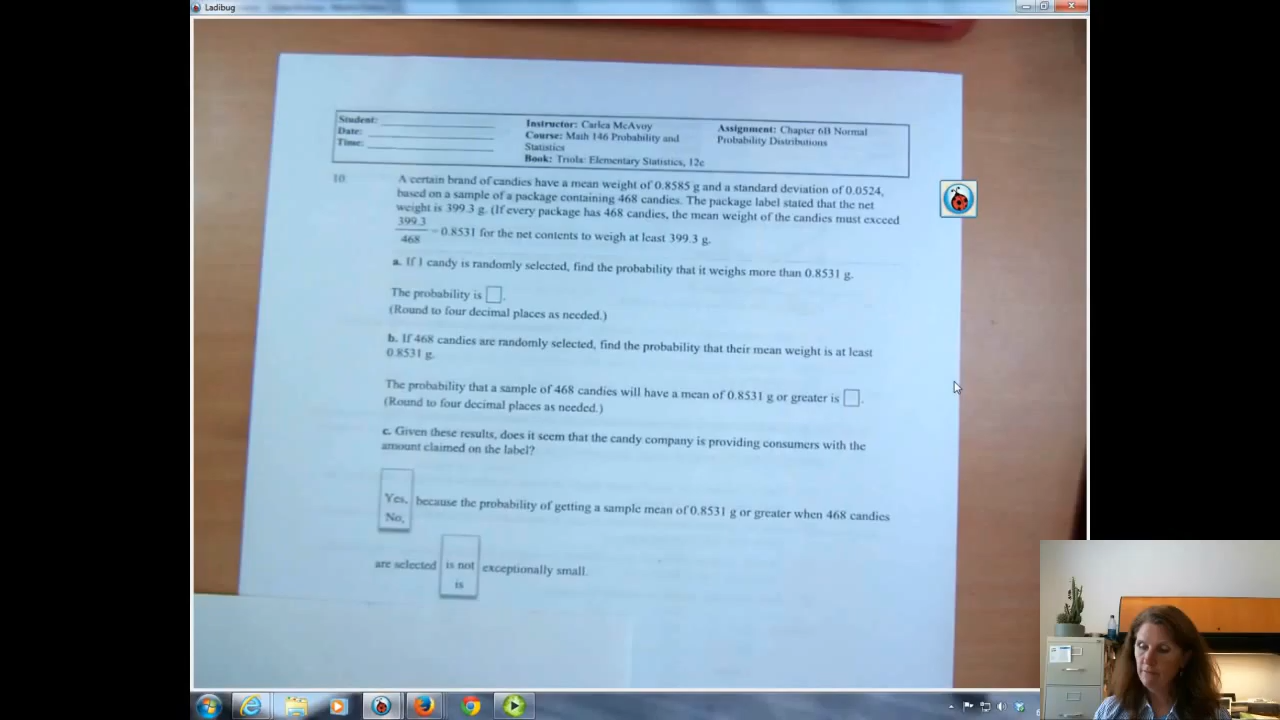 Ladibug
Student:
Date:
Time:
Instructor: Carlea McAvoy
Course: Math 146 Probability and
Statistics
Book: Triola: Elementary Statistics, 12e
Assignment: Chapter 6B Normal
Probability Distributions
10.
A certain brand of candies have a mean weight of 0.8585 g and a standard deviation of 0.0524,
based on a sample of a package containing 468 candies. The package label stated that the net
weight is 399.3 g. (If every package has 468 candies, the mean weight of the candies must exceed
399.3
468
= 0.8531 for the net contents to weigh at least 399.3 g.
a. If 1 candy is randomly selected, find the probability that it weighs more than 0.8531 g.
The probability is
(Round to four decimal places as needed.)
b. If 468 candies are randomly selected, find the probability that their mean weight is at least
0.8531 g.
The probability that a sample of 468 candies will have a mean of 0.8531 g or greater is
(Round to four decimal places as needed.)
c. Given these results, does it seem that the candy company is providing consumers with the
amount claimed on the label?
Yes,
No,
because the probability of getting a sample mean of 0.8531 g or greater when 468 candies
are selected
is not
is
exceptionally small.